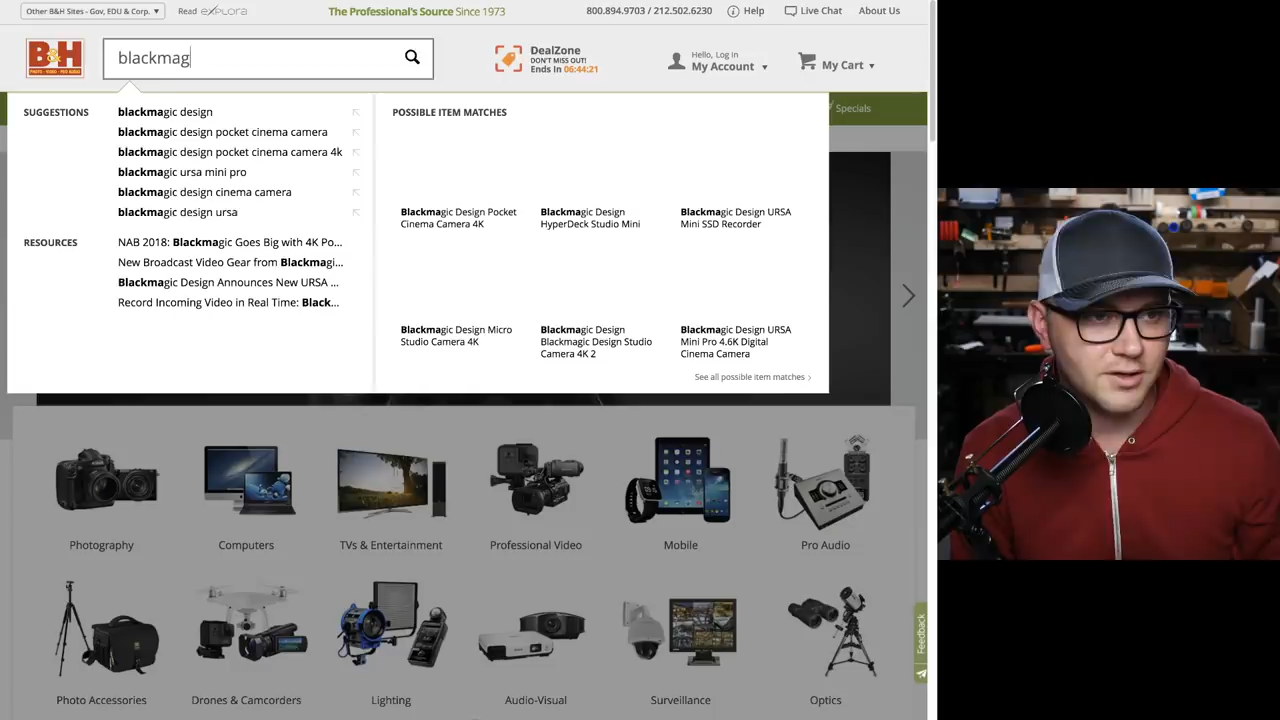 Other B&H Sites - Gov, EDU & Corp. ▾
Read eXPLORA
The Professional's Source Since 1973
800.894.9703 / 212.502.6230
Help
Live Chat
About Us
B&H
PHOTO - VIDEO - PRO AUDIO
blackmag
DealZone
DON'T MISS OUT!
Ends In 06:44:21
Hello, Log In
My Account ▾
My Cart ▾
Specials
SUGGESTIONS
blackmagic design
blackmagic design pocket cinema camera
blackmagic design pocket cinema camera 4k
blackmagic ursa mini pro
blackmagic design cinema camera
blackmagic design ursa
RESOURCES
NAB 2018: Blackmagic Goes Big with 4K Po...
New Broadcast Video Gear from Blackmagi...
Blackmagic Design Announces New URSA ...
Record Incoming Video in Real Time: Black...
POSSIBLE ITEM MATCHES
Blackmagic Design Pocket
Cinema Camera 4K
Blackmagic Design
HyperDeck Studio Mini
Blackmagic Design URSA
Mini SSD Recorder
Blackmagic Design Micro
Studio Camera 4K
Blackmagic Design
Blackmagic Design Studio
Camera 4K 2
Blackmagic Design URSA
Mini Pro 4.6K Digital
Cinema Camera
See all possible item matches ›
Photography
Computers
TVs & Entertainment
Professional Video
Mobile
Pro Audio
Photo Accessories
Drones & Camcorders
Lighting
Audio-Visual
Surveillance
Optics
Feedback